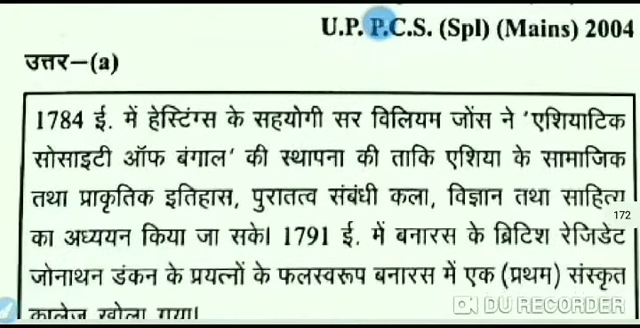 U.P. P.C.S. (Spl) (Mains) 2004
उत्तर–(a)
1784 ई. में हेस्टिंग्स के सहयोगी सर विलियम जोंस ने 'एशियाटिक
सोसाइटी ऑफ बंगाल' की स्थापना की ताकि एशिया के सामाजिक
तथा प्राकृतिक इतिहास, पुरातत्व संबंधी कला, विज्ञान तथा साहित्य
172
का अध्ययन किया जा सके। 1791 ई. में बनारस के ब्रिटिश रेजिडेंट
जोनाथन डंकन के प्रयत्नों के फलस्वरूप बनारस में एक (प्रथम) संस्कृत
कालेज खोला गया।
DU RECORDER